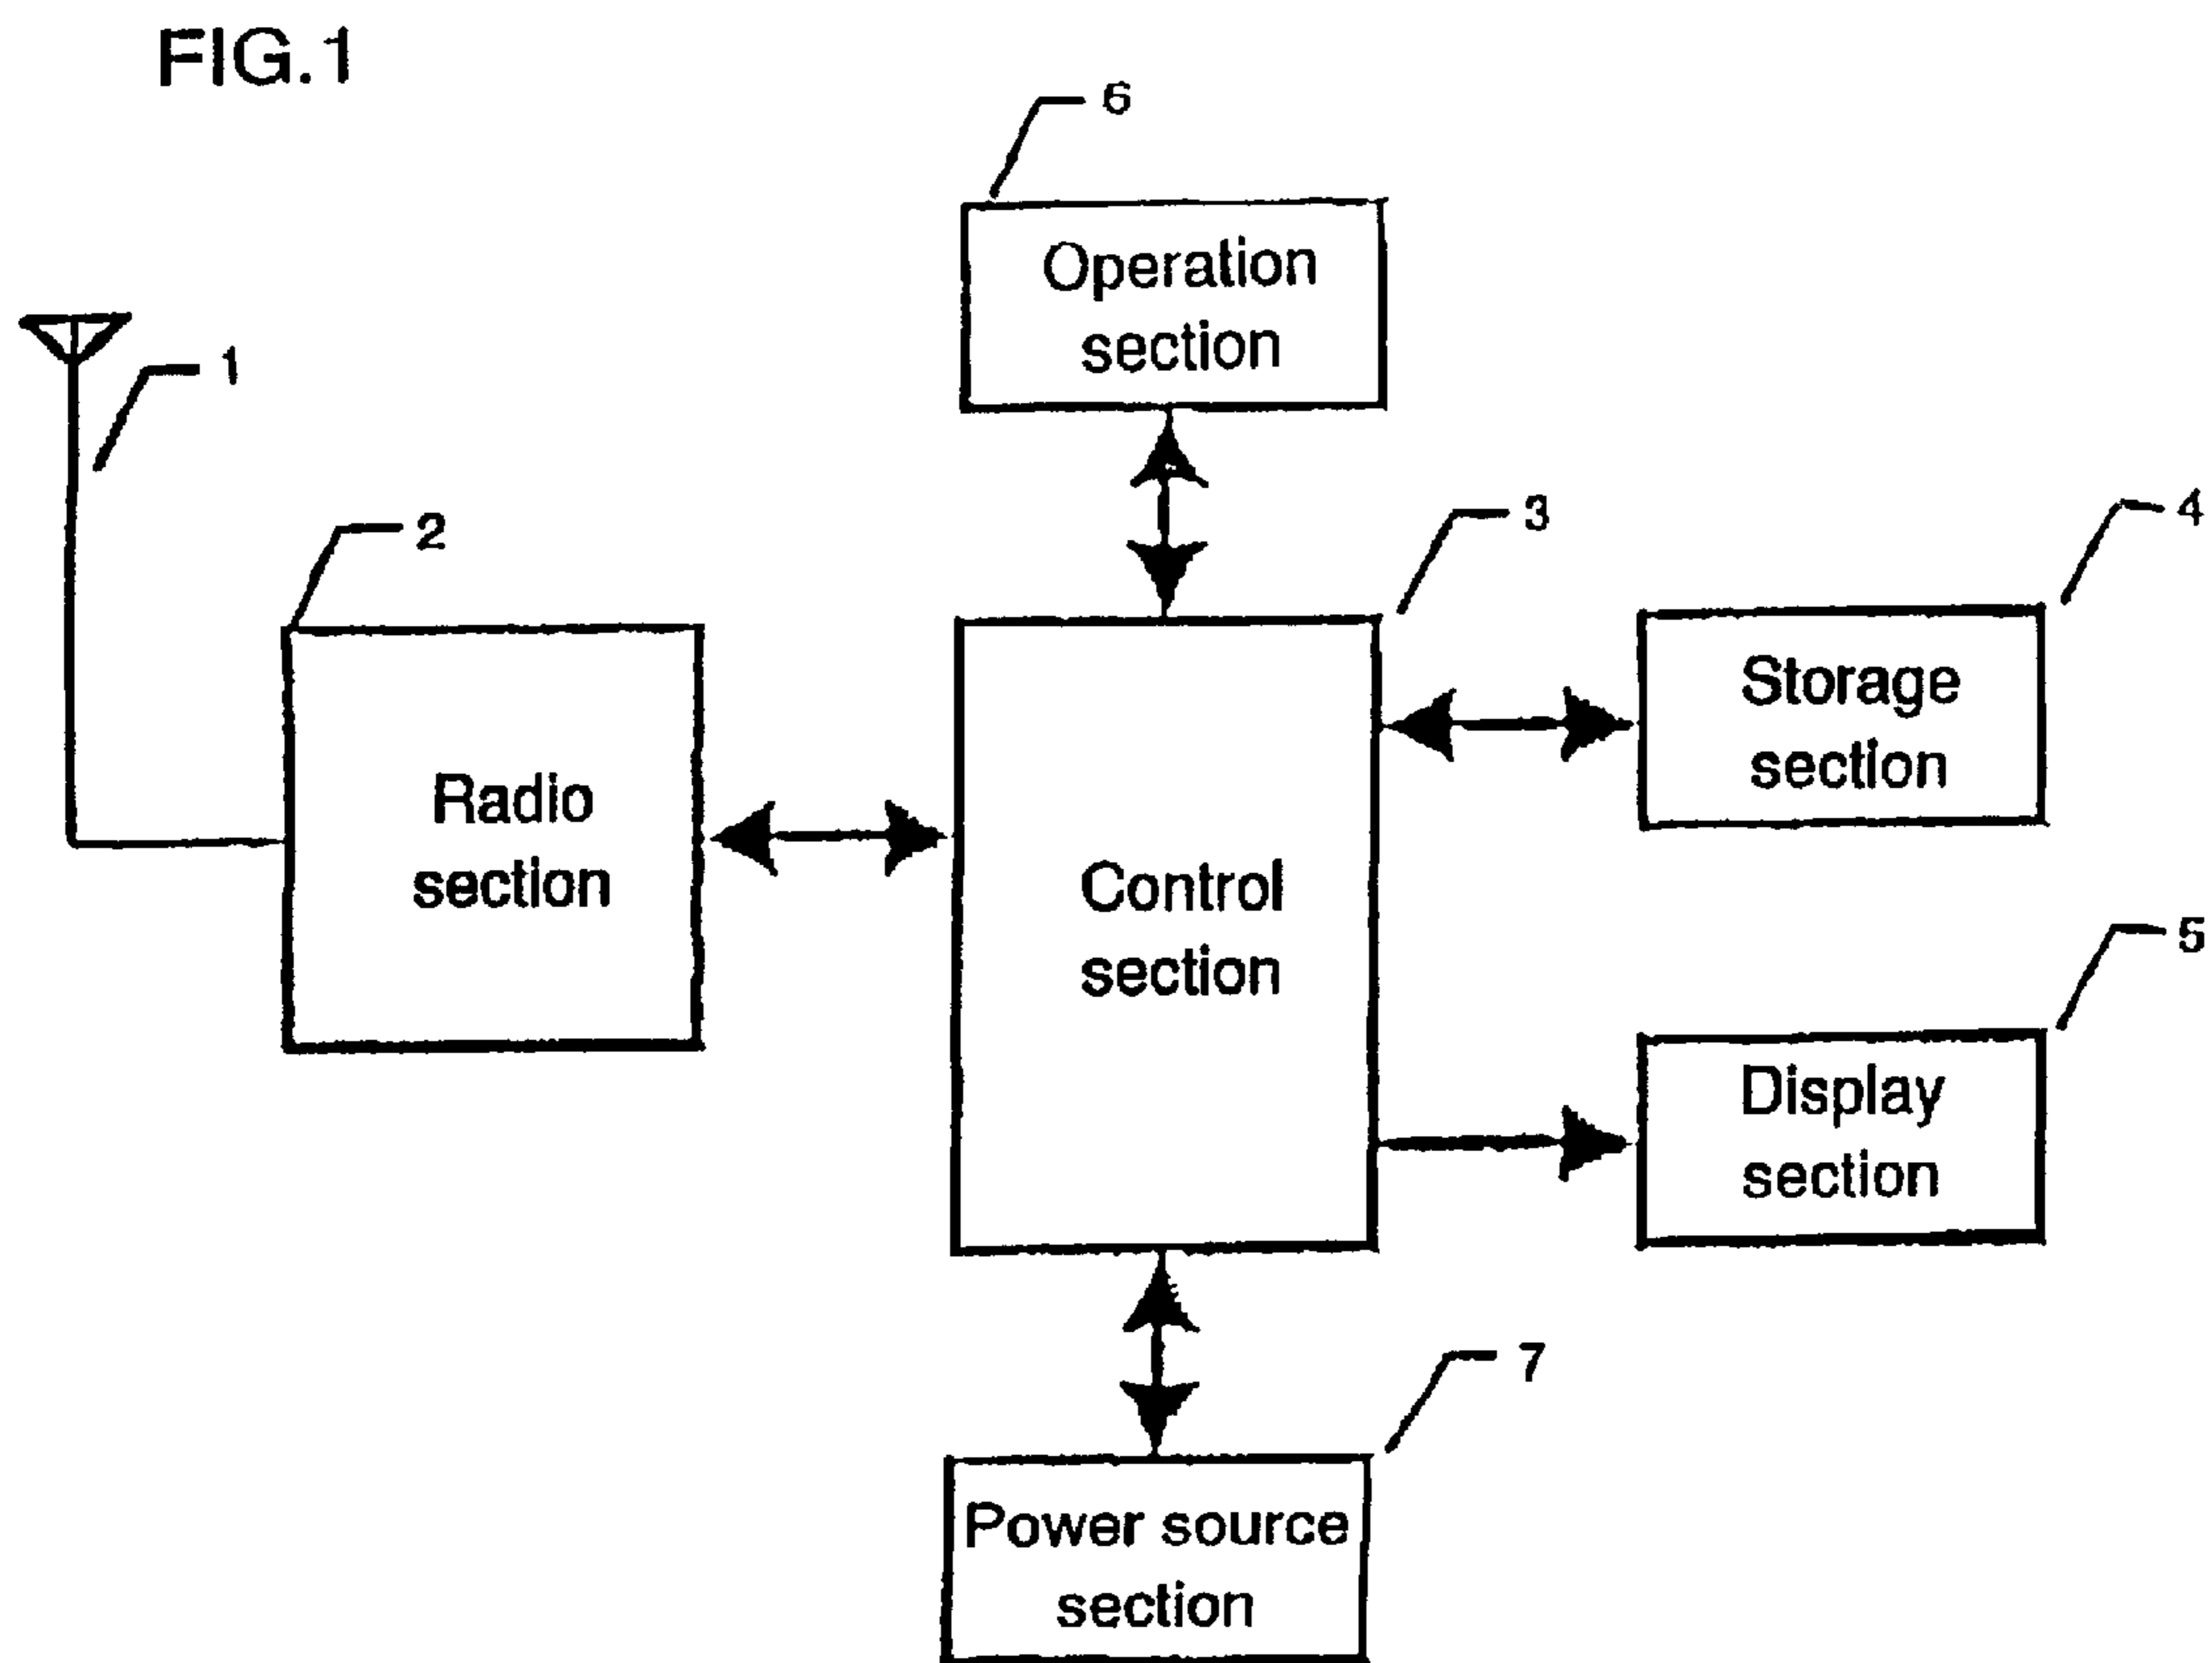 FIG.1
6
Operation
section
1
2
3
4
Radio
section
Control
section
Storage
section
5
Display
section
7
Power source
section